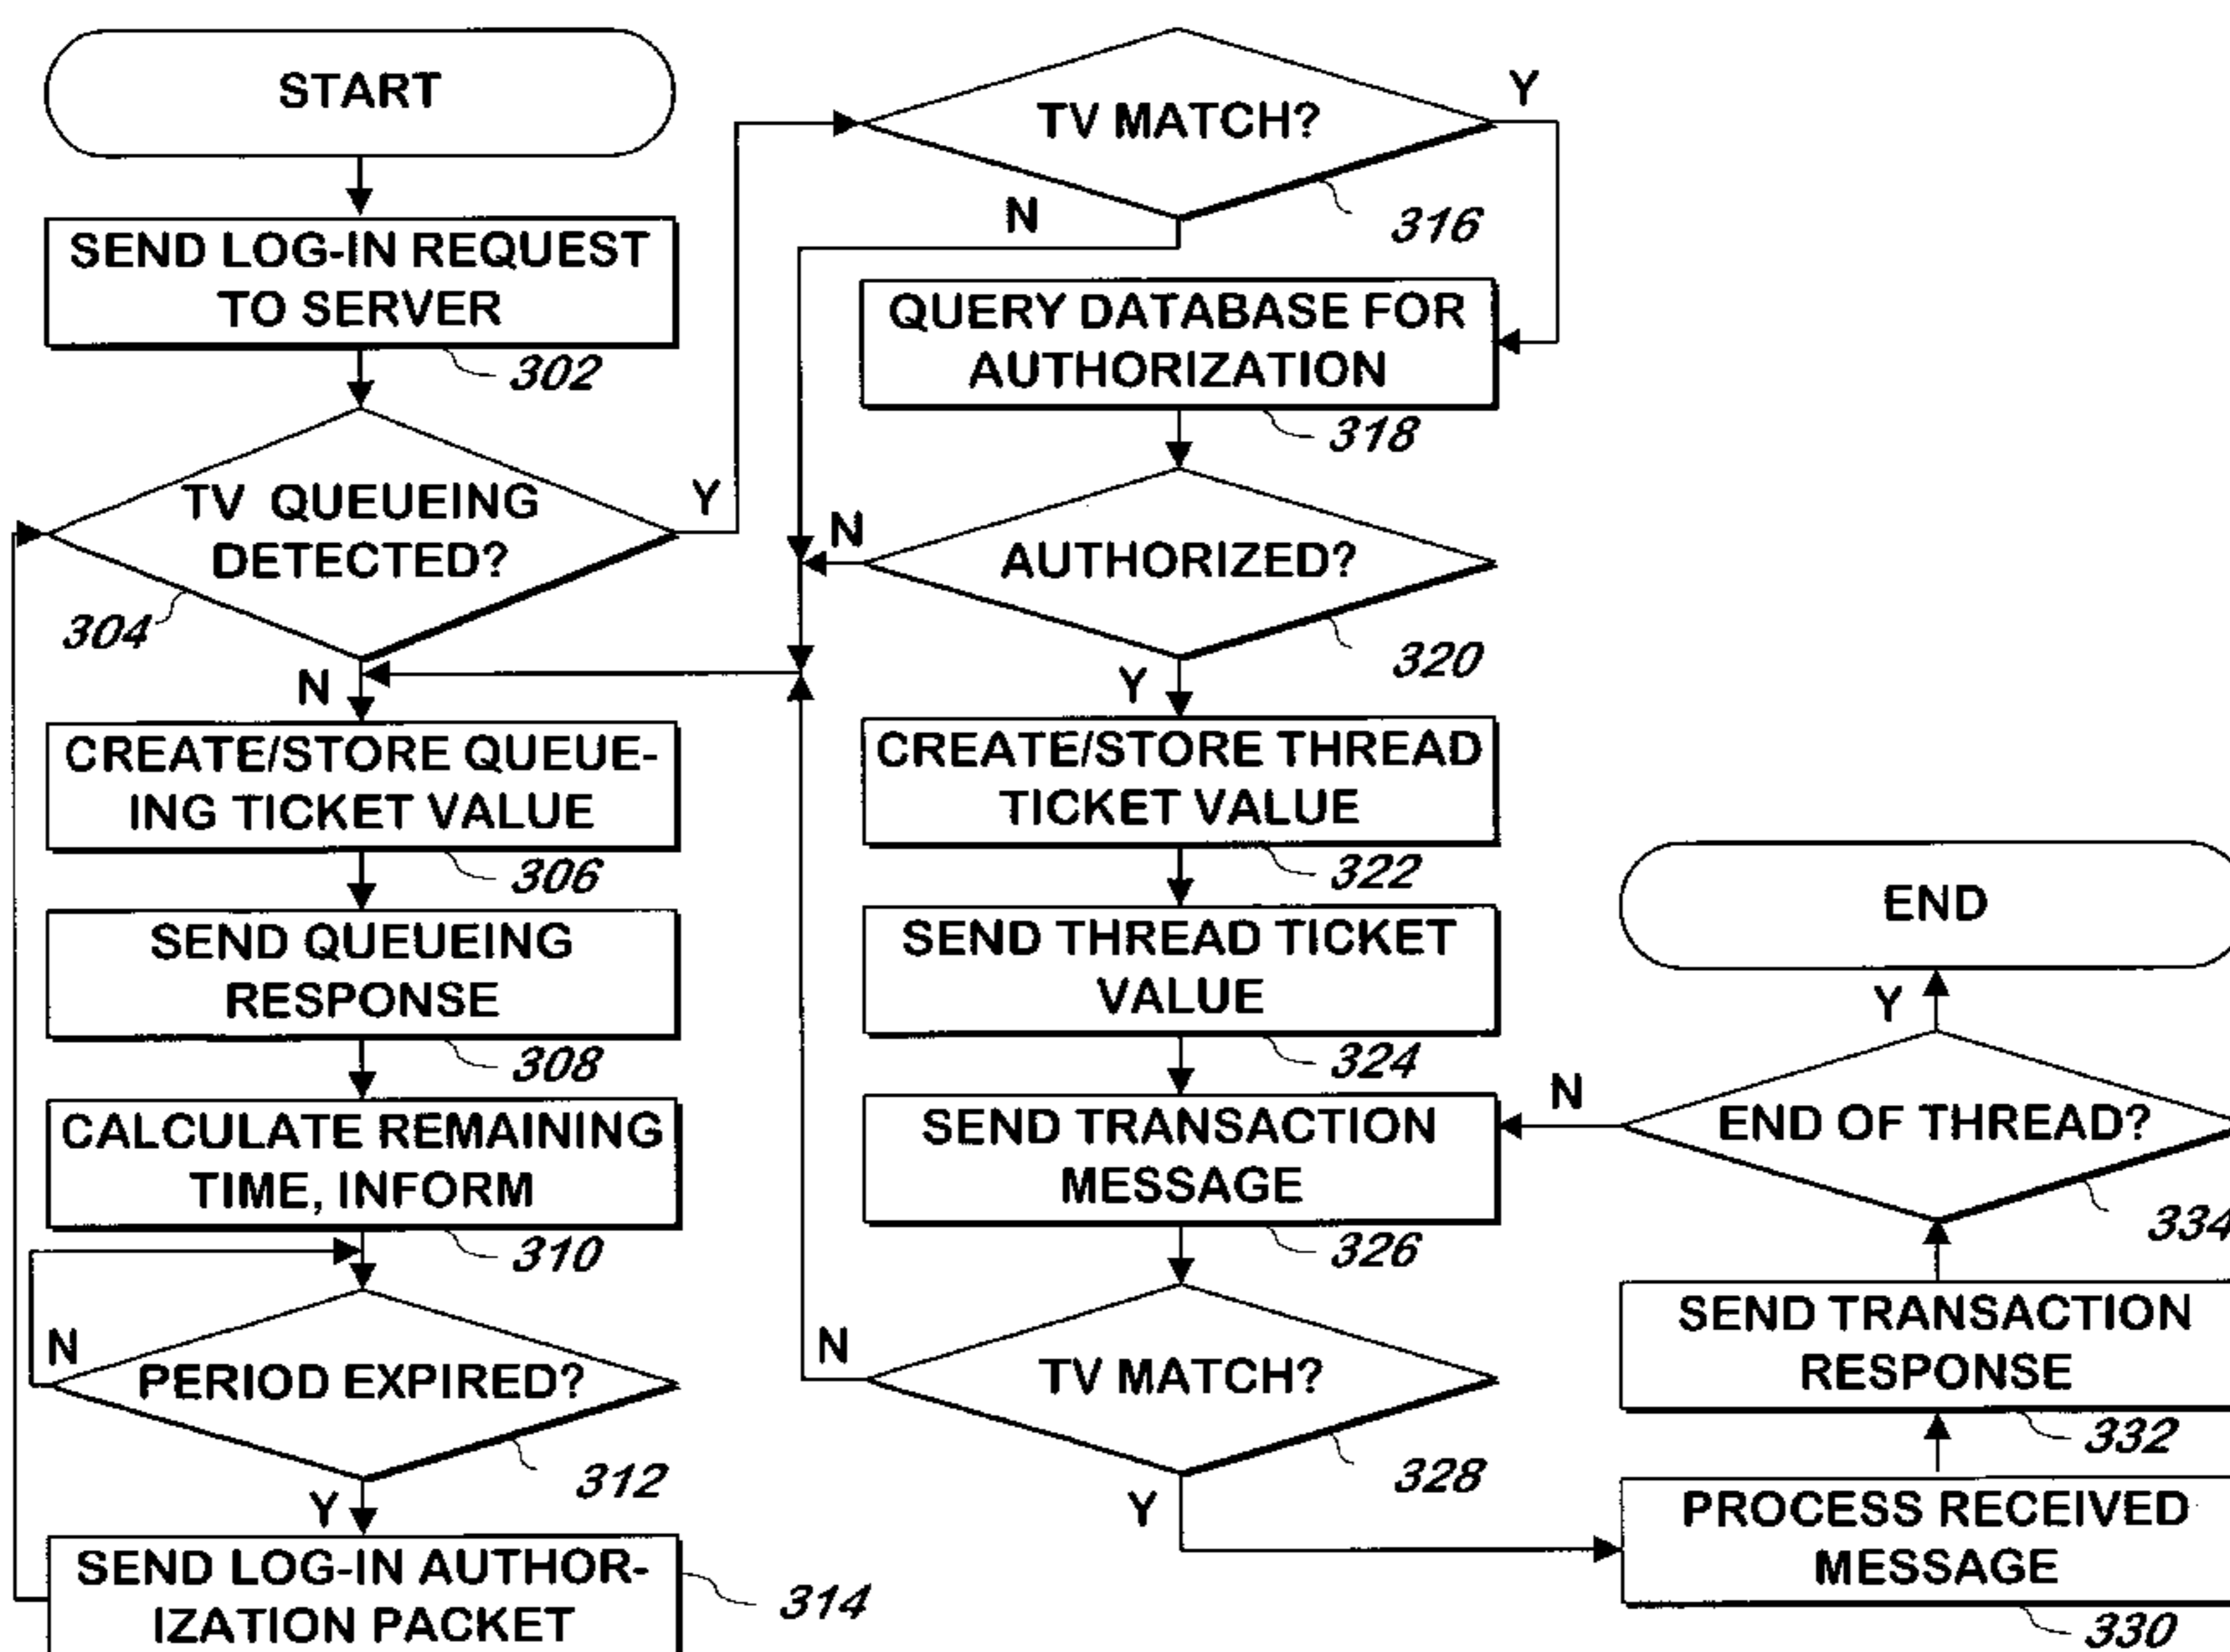 START
SEND LOG-IN REQUEST
TO SERVER
302
TV QUEUEING
DETECTED?
Y
304
N
CREATE/STORE QUEUE-
ING TICKET VALUE
306
SEND QUEUEING
RESPONSE
308
CALCULATE REMAINING
TIME, INFORM
310
N
PERIOD EXPIRED?
312
Y
SEND LOG-IN AUTHOR-
IZATION PACKET
314
TV MATCH?
Y
N
316
QUERY DATABASE FOR
AUTHORIZATION
318
N
AUTHORIZED?
320
Y
CREATE/STORE THREAD
TICKET VALUE
322
SEND THREAD TICKET
VALUE
324
SEND TRANSACTION
MESSAGE
326
N
TV MATCH?
328
Y
END
Y
N
END OF THREAD?
334
SEND TRANSACTION
RESPONSE
332
PROCESS RECEIVED
MESSAGE
330